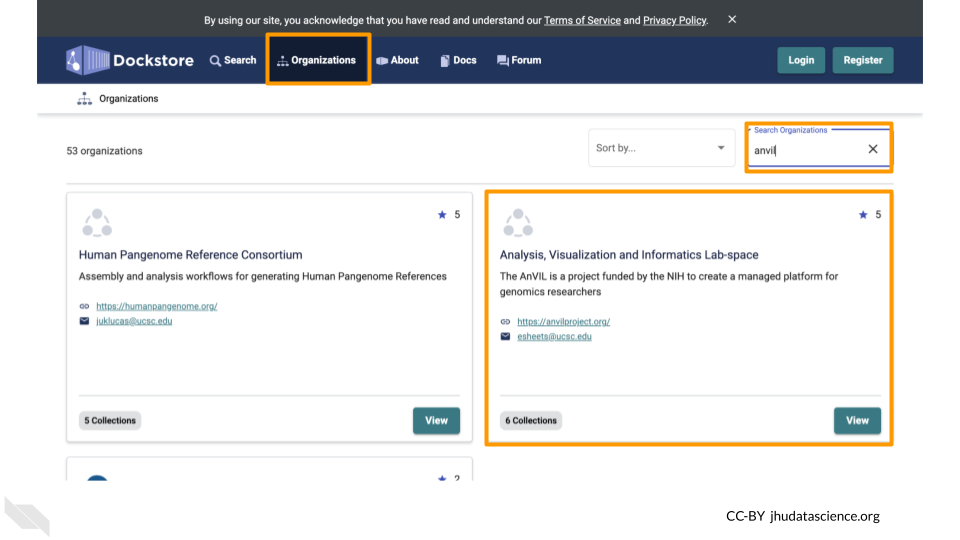 By using our site, you acknowledge that you have read and understand our Terms of Service and Privacy Policy.
Dockstore Search Organizations About Docs Forum Login Register
Organizations
53 organizations
Sort by...
Search Organizations
anvil
5
Human Pangenome Reference Consortium
Assembly and analysis workflows for generating Human Pangenome References
https://humanpangenome.org/
juklucas@ucsc.edu
5 Collections
View
5
Analysis, Visualization and Informatics Lab-space
The AnVIL is a project funded by the NIH to create a managed platform for
genomics researchers
https://anvilproject.org/
esheets@ucsc.edu
6 Collections
View
CC-BY jhudatascience.org